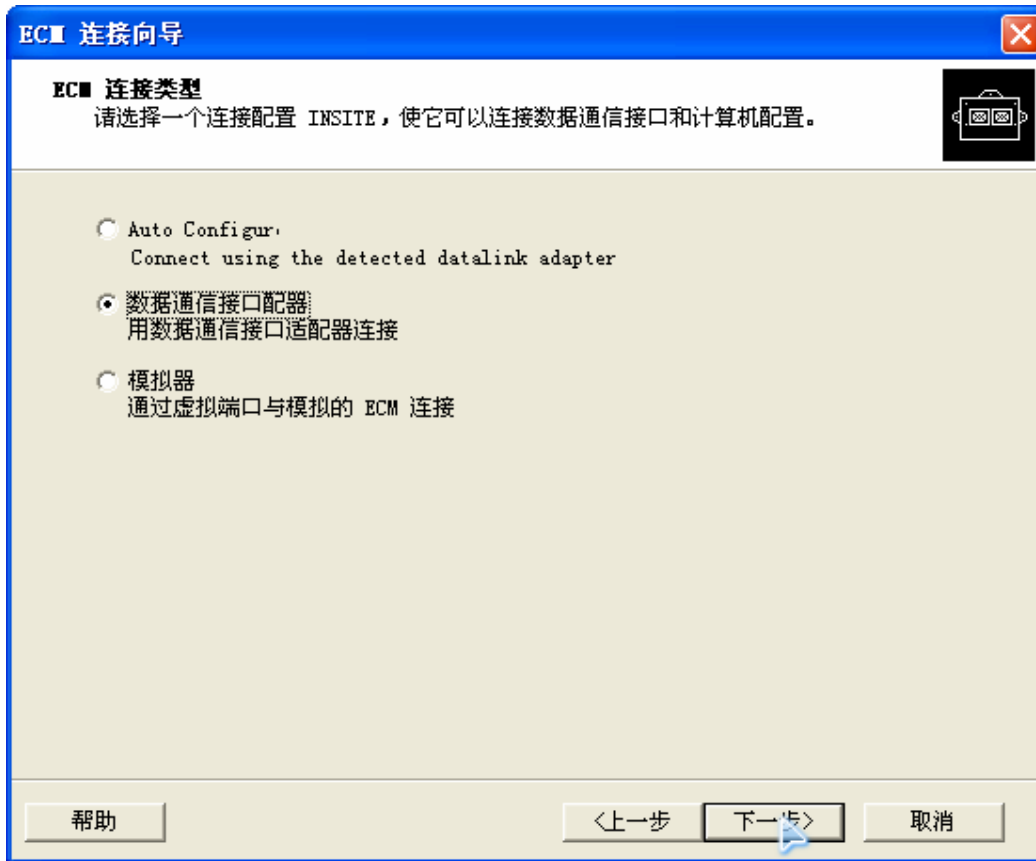 ECM 连接向导
ECM 连接类型
请选择一个连接配置 INSITE，使它可以连接数据通信接口和计算机配置。
Auto Configur
Connect using the detected datalink adapter
数据通信接口配器
用数据通信接口适配器连接
模拟器
通过虚拟端口与模拟的 ECM 连接
帮助
<上一步
下一步>
取消